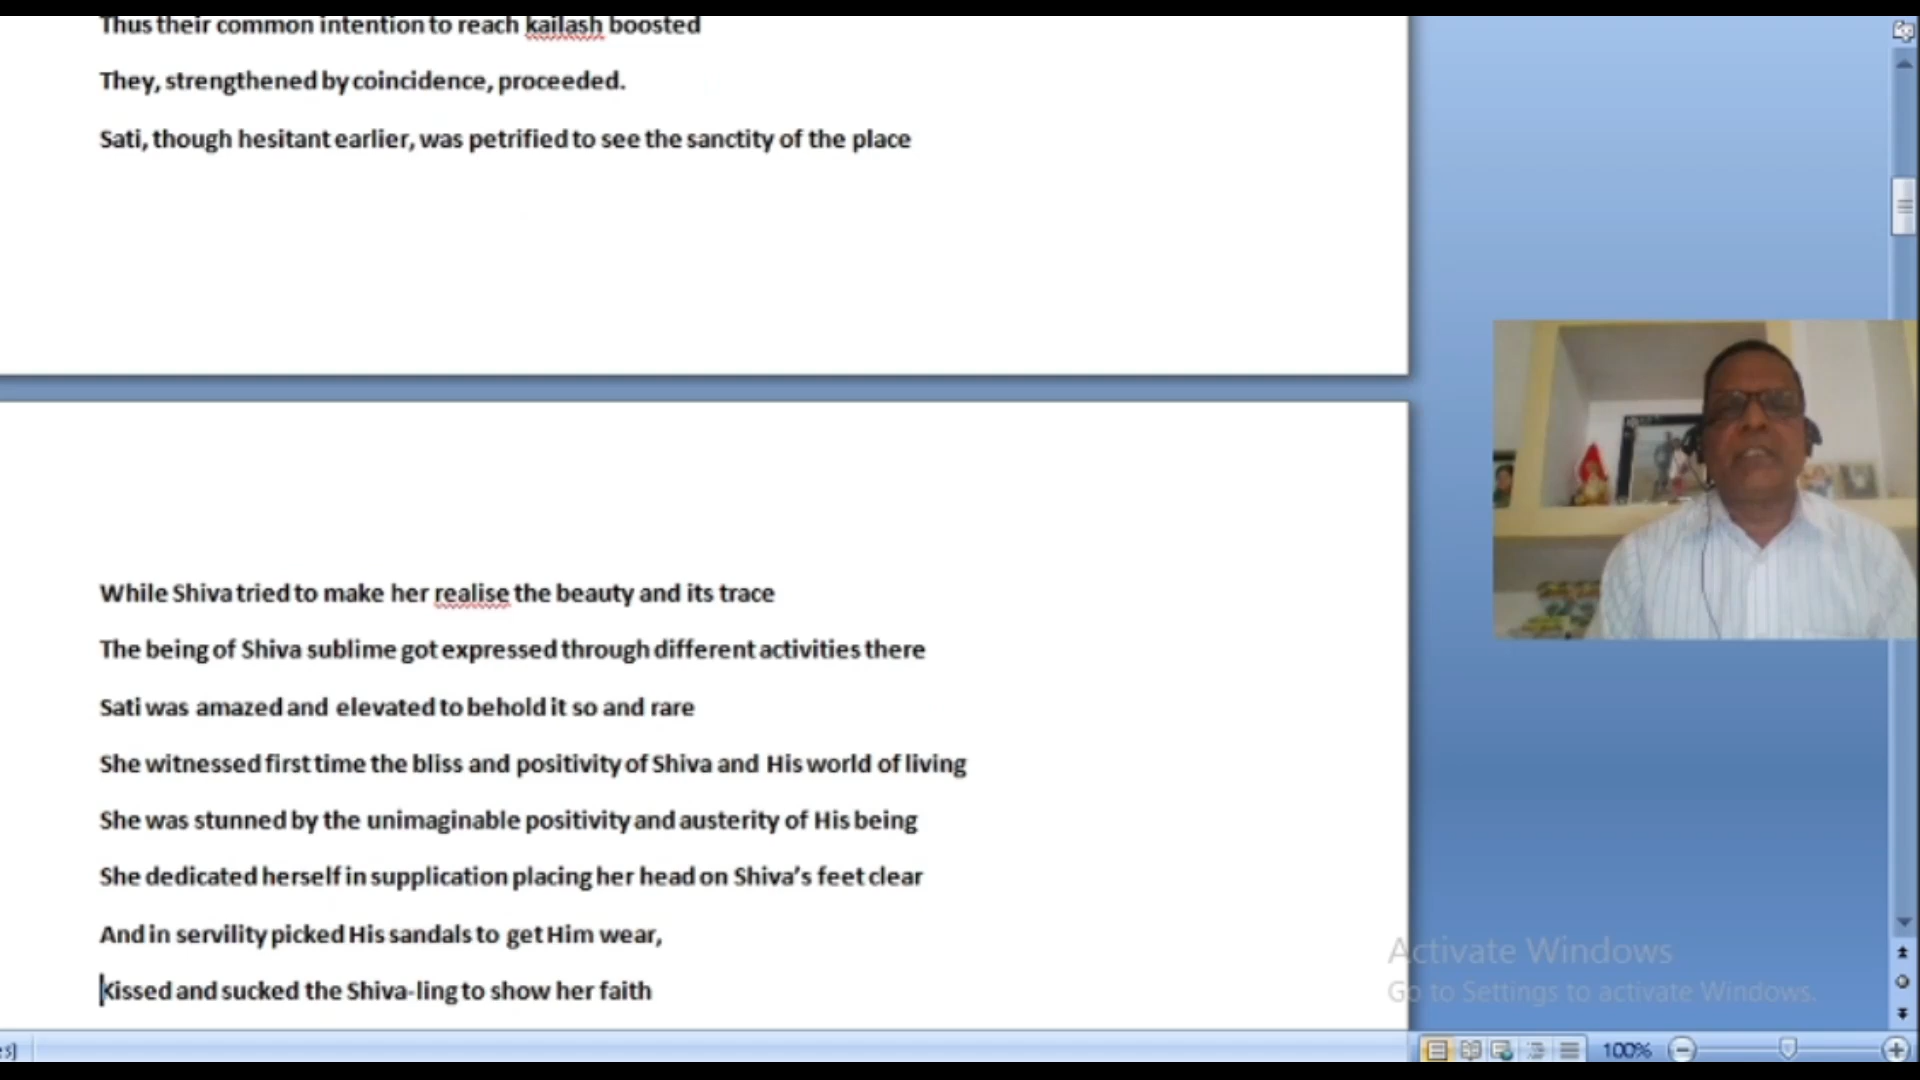 Thus their common intention to reach kailash boosted
They, strengthened by coincidence, proceeded.
Sati, though hesitant earlier, was petrified to see the sanctity of the place
While Shiva tried to make her realise the beauty and its trace
The being of Shiva sublime got expressed through different activities there
Sati was amazed and elevated to behold it so and rare
She witnessed first time the bliss and positivity of Shiva and His world of living
She was stunned by the unimaginable positivity and austerity of His being
She dedicated herself in supplication placing her head on Shiva's feet clear
And in servility picked His sandals to get Him wear,
Kissed and sucked the Shiva-ling to show her faith
Activate Windows
Go to Settings to activate Windows.
100%